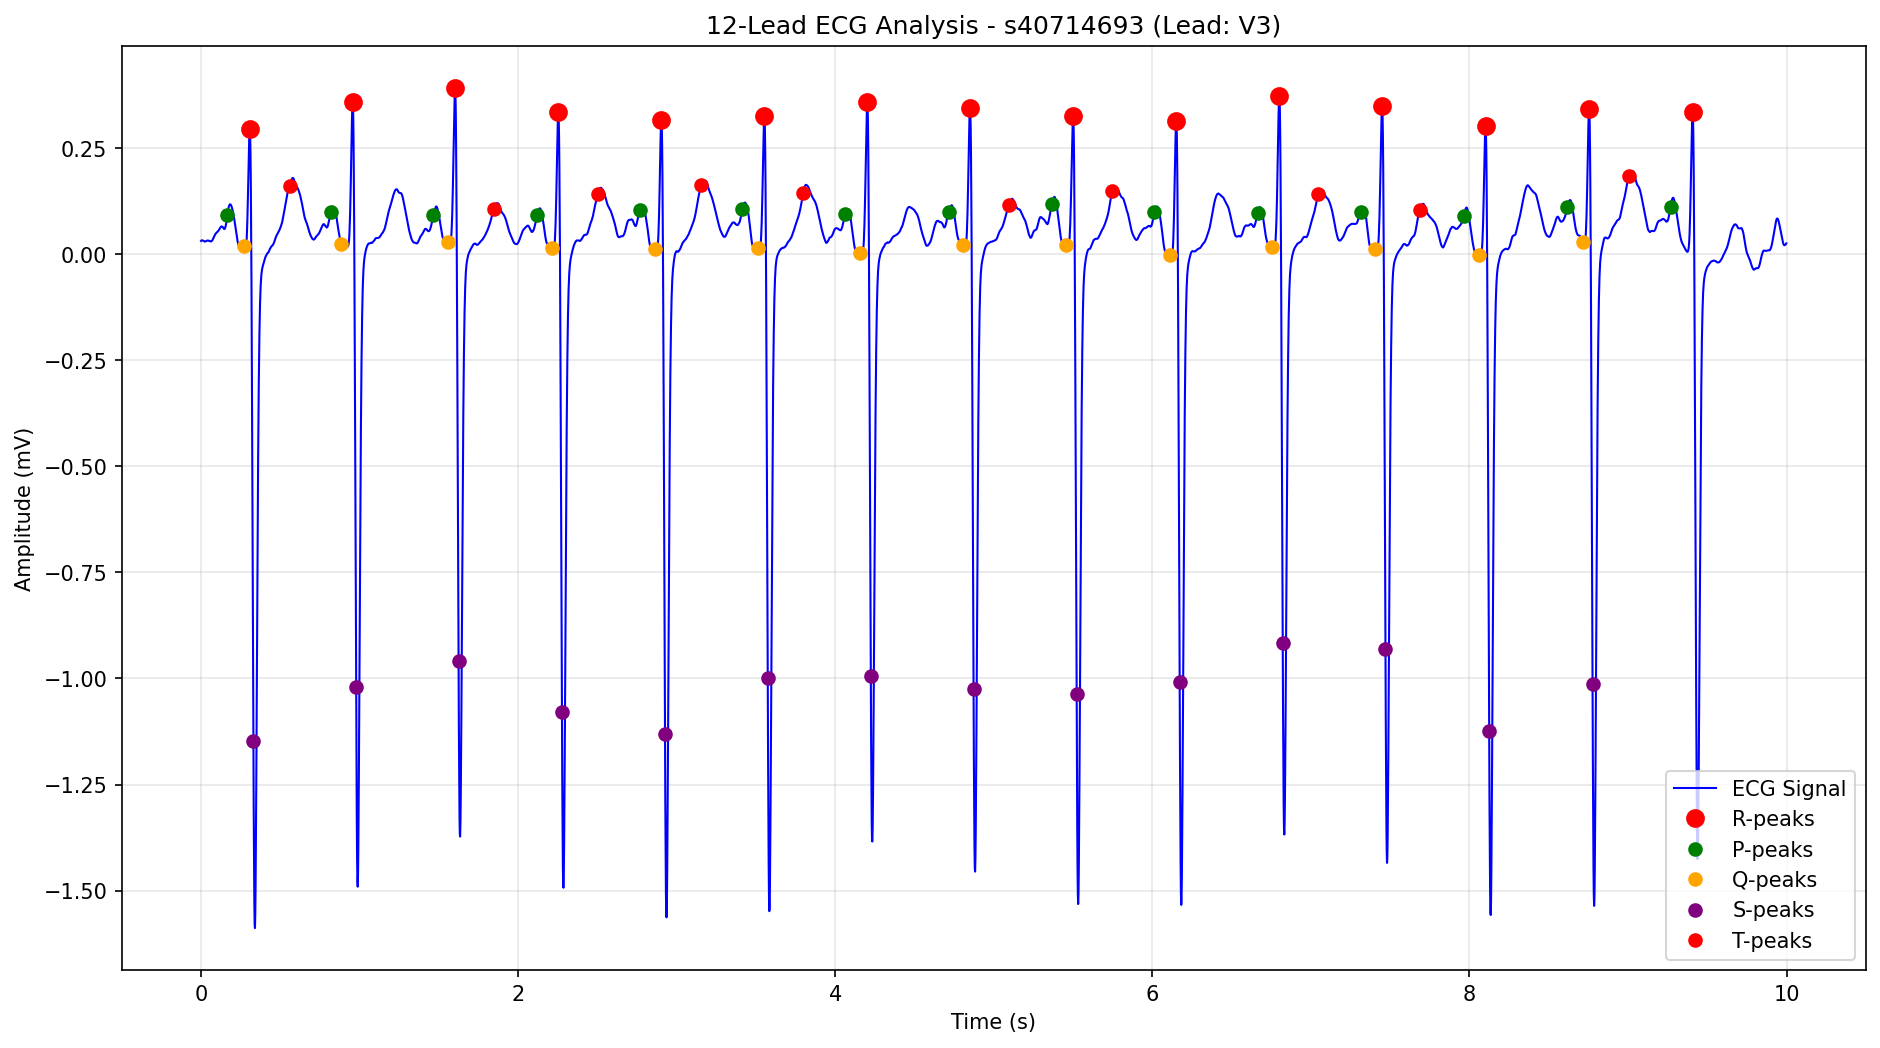 12-Lead ECG Analysis - s40714693 (Lead: V3)
0.25
0.00
−0.25
−0.50
−0.75
−1.00
−1.25
−1.50
Amplitude (mV)
0 2 4 6 8 10
Time (s)
ECG Signal
R-peaks
P-peaks
Q-peaks
S-peaks
T-peaks